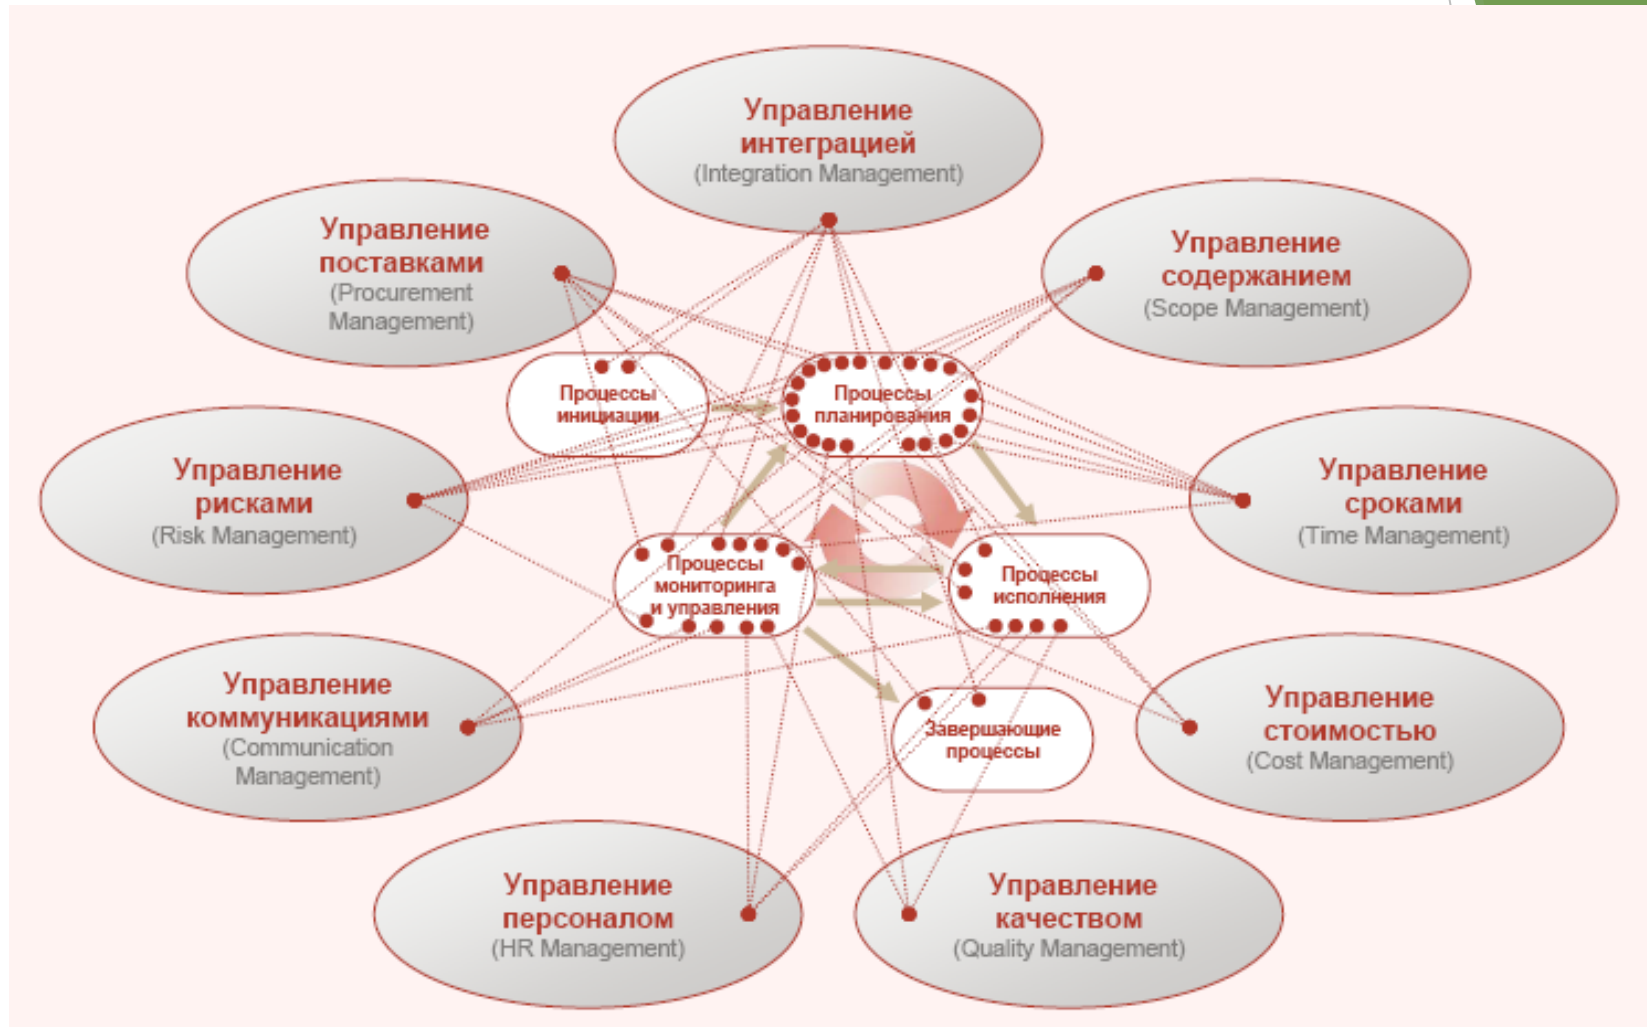 Управление
интеграцией
(Integration Management)
Управление
поставками
(Procurement
Management)
Управление
содержанием
(Scope Management)
Процессы
инициации
Процессы
планирования
Управление
рисками
(Risk Management)
Управление
сроками
(Time Management)
Процессы
мониторинга
и управления
Процессы
исполнения
Управление
коммуникациями
(Communication
Management)
Завершающие
процессы
Управление
стоимостью
(Cost Management)
Управление
персоналом
(HR Management)
Управление
качеством
(Quality Management)